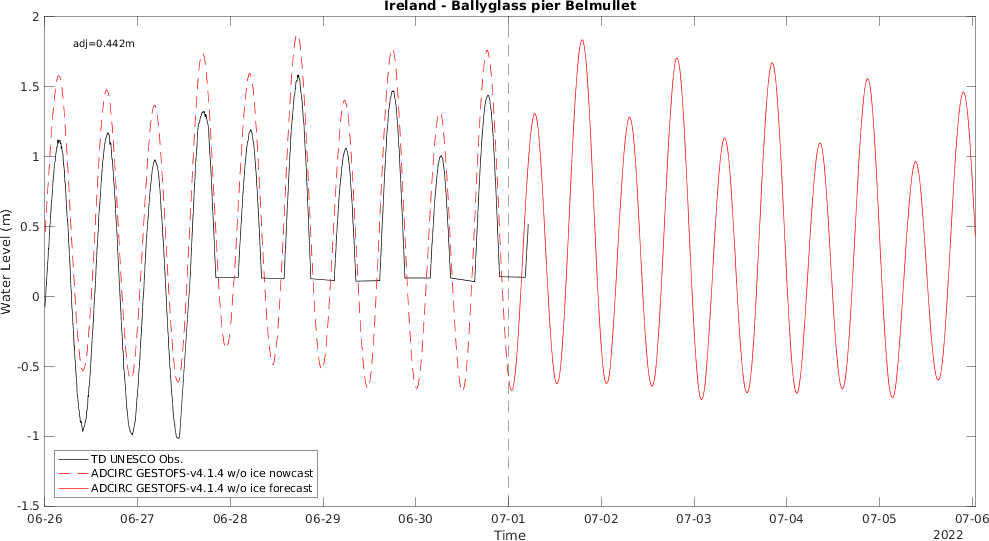 Ireland - Ballyglass pier Belmullet
adj=0.442m
2
1.5
1
0.5
0
-0.5
-1
-1.5
Water Level (m)
TD UNESCO Obs.
ADCIRC GESTOFS-v4.1.4 w/o ice nowcast
ADCIRC GESTOFS-v4.1.4 w/o ice forecast
06-26 06-27 06-28 06-29 06-30 07-01 07-02 07-03 07-04 07-05 07-06
Time
2022